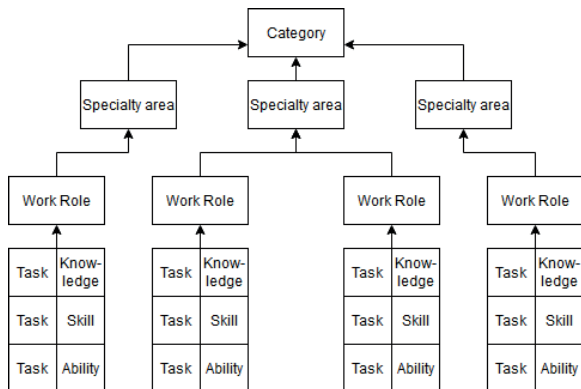 Category
Specialty area Specialty area Specialty area
Work Role Work Role Work Role Work Role
Task Know- Task Know- Task Know- Task Know-
ledge ledge ledge ledge
Task Skill Task Skill Task Skill Task Skill
Task Ability Task Ability Task Ability Task Ability